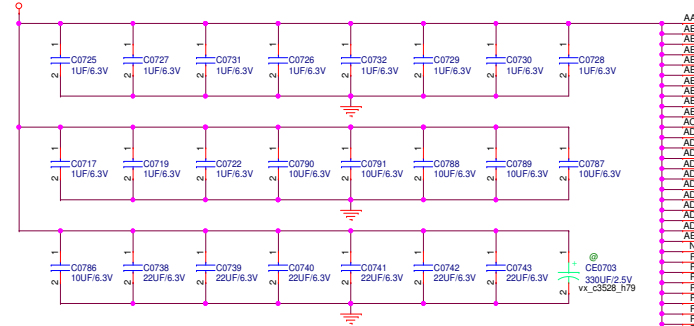 C0725 C0727 C0731 C0726 C0732 C0729 C0730 C0728
1UF/6.3V 1UF/6.3V 1UF/6.3V 1UF/6.3V 1UF/6.3V 1UF/6.3V 1UF/6.3V 1UF/6.3V
1 1 1 1 1 1 1 1
2 2 2 2 2 2 2 2
C0717 C0719 C0722 C0790 C0791 C0788 C0789 C0787
1UF/6.3V 1UF/6.3V 1UF/6.3V 10UF/6.3V 10UF/6.3V 10UF/6.3V 10UF/6.3V 10UF/6.3V
1 1 1 1 1 1 1 1
2 2 2 2 2 2 2 2
@
C0786 C0738 C0739 C0740 C0741 C0742 C0743 CE0703
10UF/6.3V 22UF/6.3V 22UF/6.3V 22UF/6.3V 22UF/6.3V 22UF/6.3V 22UF/6.3V 330UF/2.5V
vx_c3528_h79
1 1 1 1 1 1 1 1
+
2 2 2 2 2 2 2 2